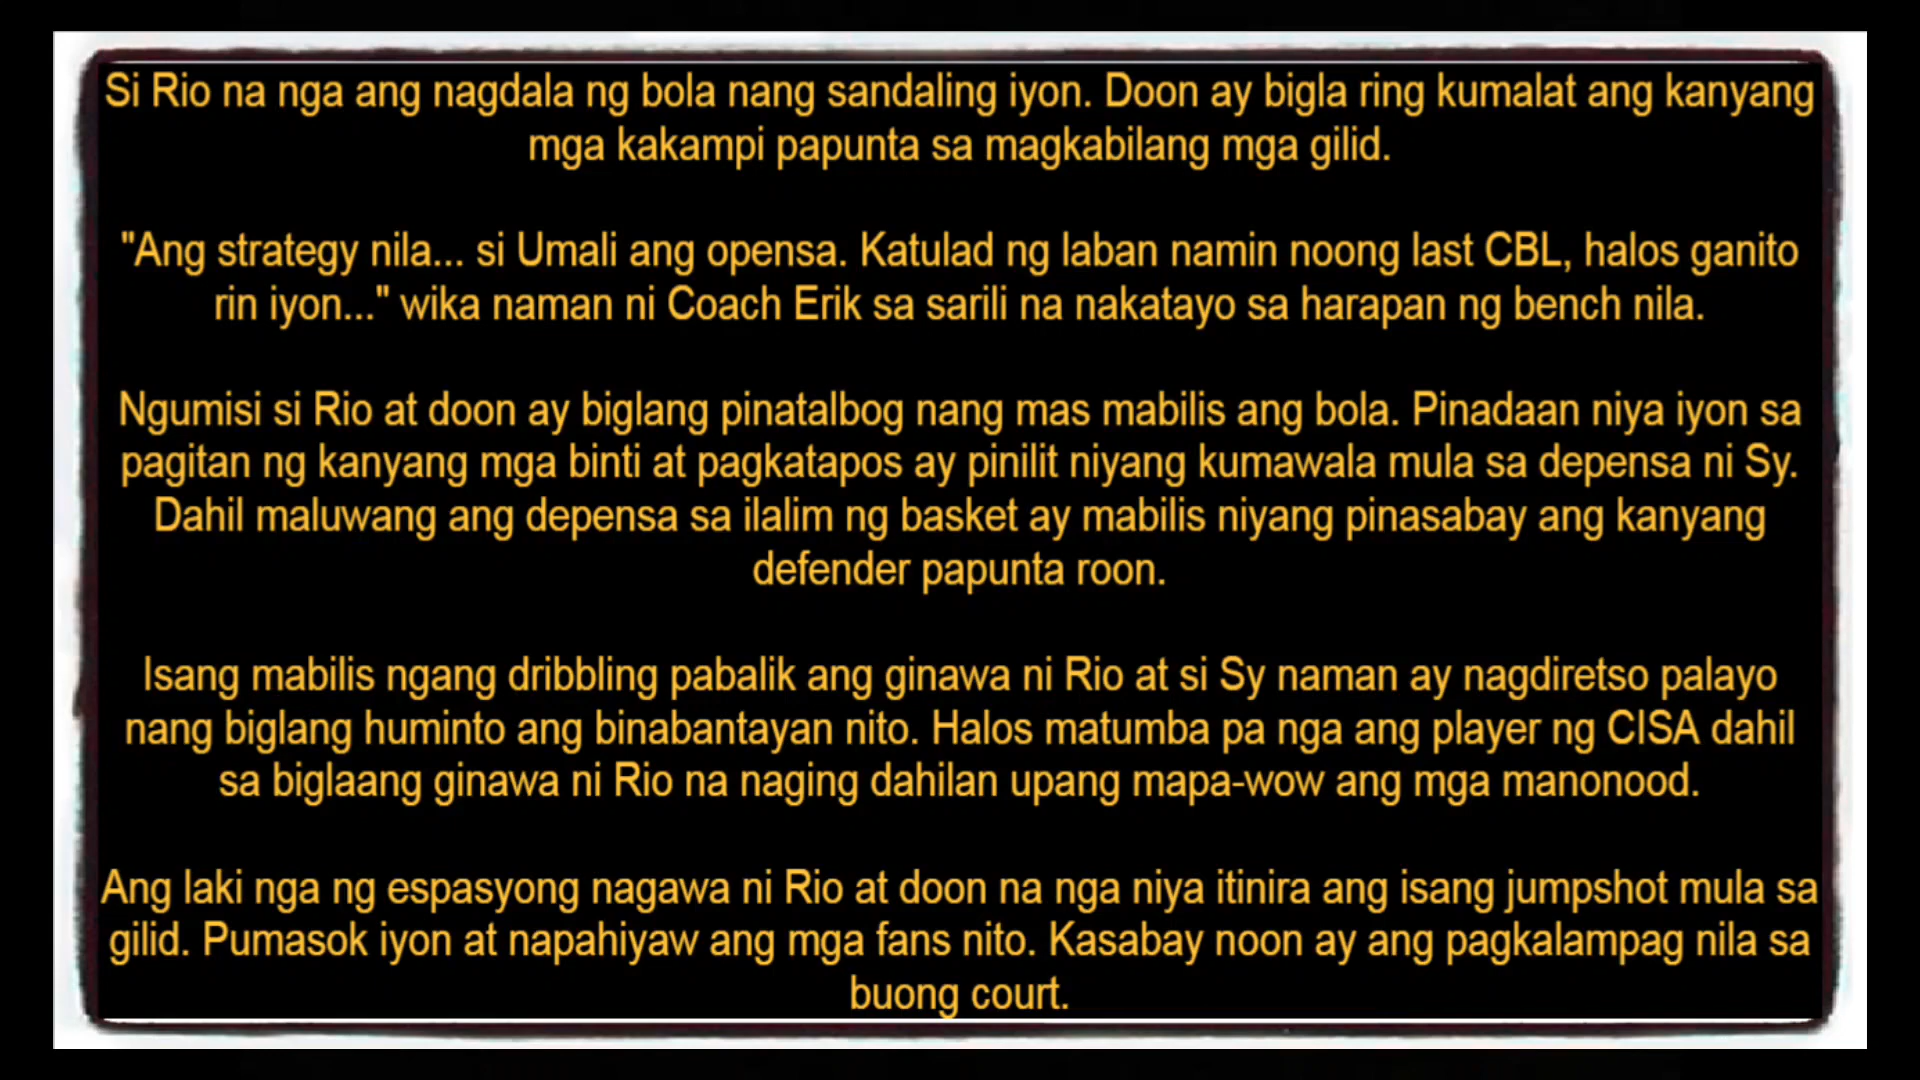 Si Rio na nga ang nagdala ng bola nang sandaling iyon. Doon ay bigla ring kumalat ang kanyang
mga kakampi papunta sa magkabilang mga gilid.
"Ang strategy nila... si Umali ang opensa. Katulad ng laban namin noong last CBL, halos ganito
rin iyon..." wika naman ni Coach Erik sa sarili na nakatayo sa harapan ng bench nila.
Ngumisi si Rio at doon ay biglang pinatalbog nang mas mabilis ang bola. Pinadaan niya iyon sa
pagitan ng kanyang mga binti at pagkatapos ay pinilit niyang kumawala mula sa depensa ni Sy.
Dahil maluwang ang depensa sa ilalim ng basket ay mabilis niyang pinasabay ang kanyang
defender papunta roon.
Isang mabilis ngang dribbling pabalik ang ginawa ni Rio at si Sy naman ay nagdiretso palayo
nang biglang huminto ang binabantayan nito. Halos matumba pa nga ang player ng CISA dahil
sa biglaang ginawa ni Rio na naging dahilan upang mapa-wow ang mga manonood.
Ang laki nga ng espasyong nagawa ni Rio at doon na nga niya itinira ang isang jumpshot mula sa
gilid. Pumasok iyon at napahiyaw ang mga fans nito. Kasabay noon ay ang pagkalampag nila sa
buong court.